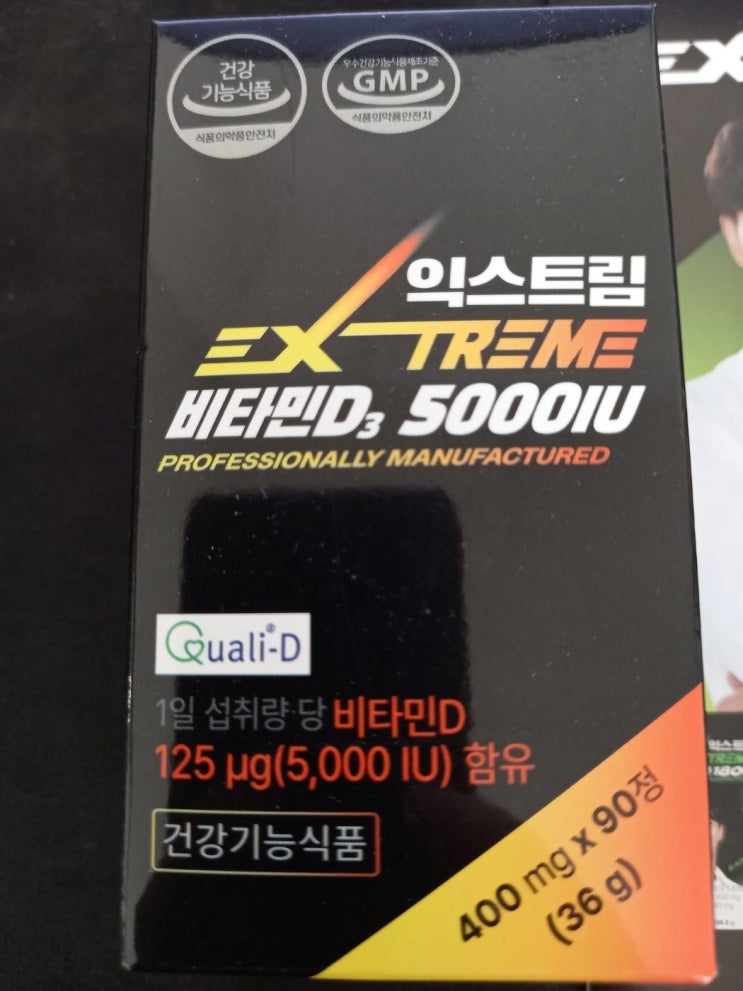 건강
기능식품
식품의약품안전처
우수건강기능식품제조기준
GMP
식품의약품안전처
익스트림
EXTREME
비타민D₃ 5000IU
PROFESSIONALLY MANUFACTURED
Quali®-D
1일 섭취량 당 비타민D
125 μg(5,000 IU) 함유
건강기능식품
400 mg x 90정
(36 g)
EX